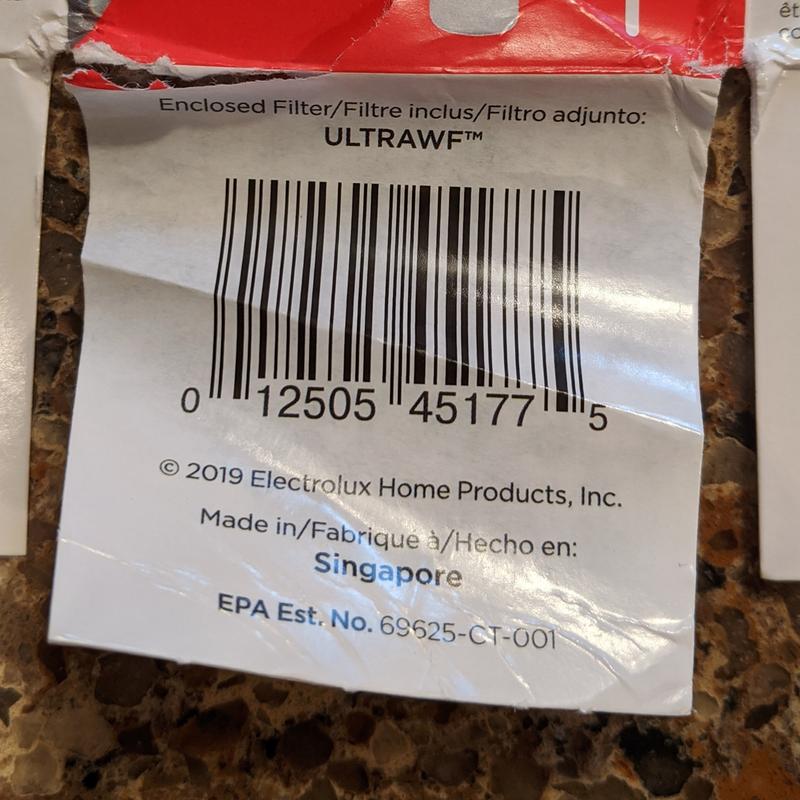 Enclosed Filter/Filtre inclus/Filtro adjunto:
ULTRAWF™
0 12505 45177 5
© 2019 Electrolux Home Products, Inc.
Made in/Fabriqué à/Hecho en:
Singapore
EPA Est. No. 69625-CT-001